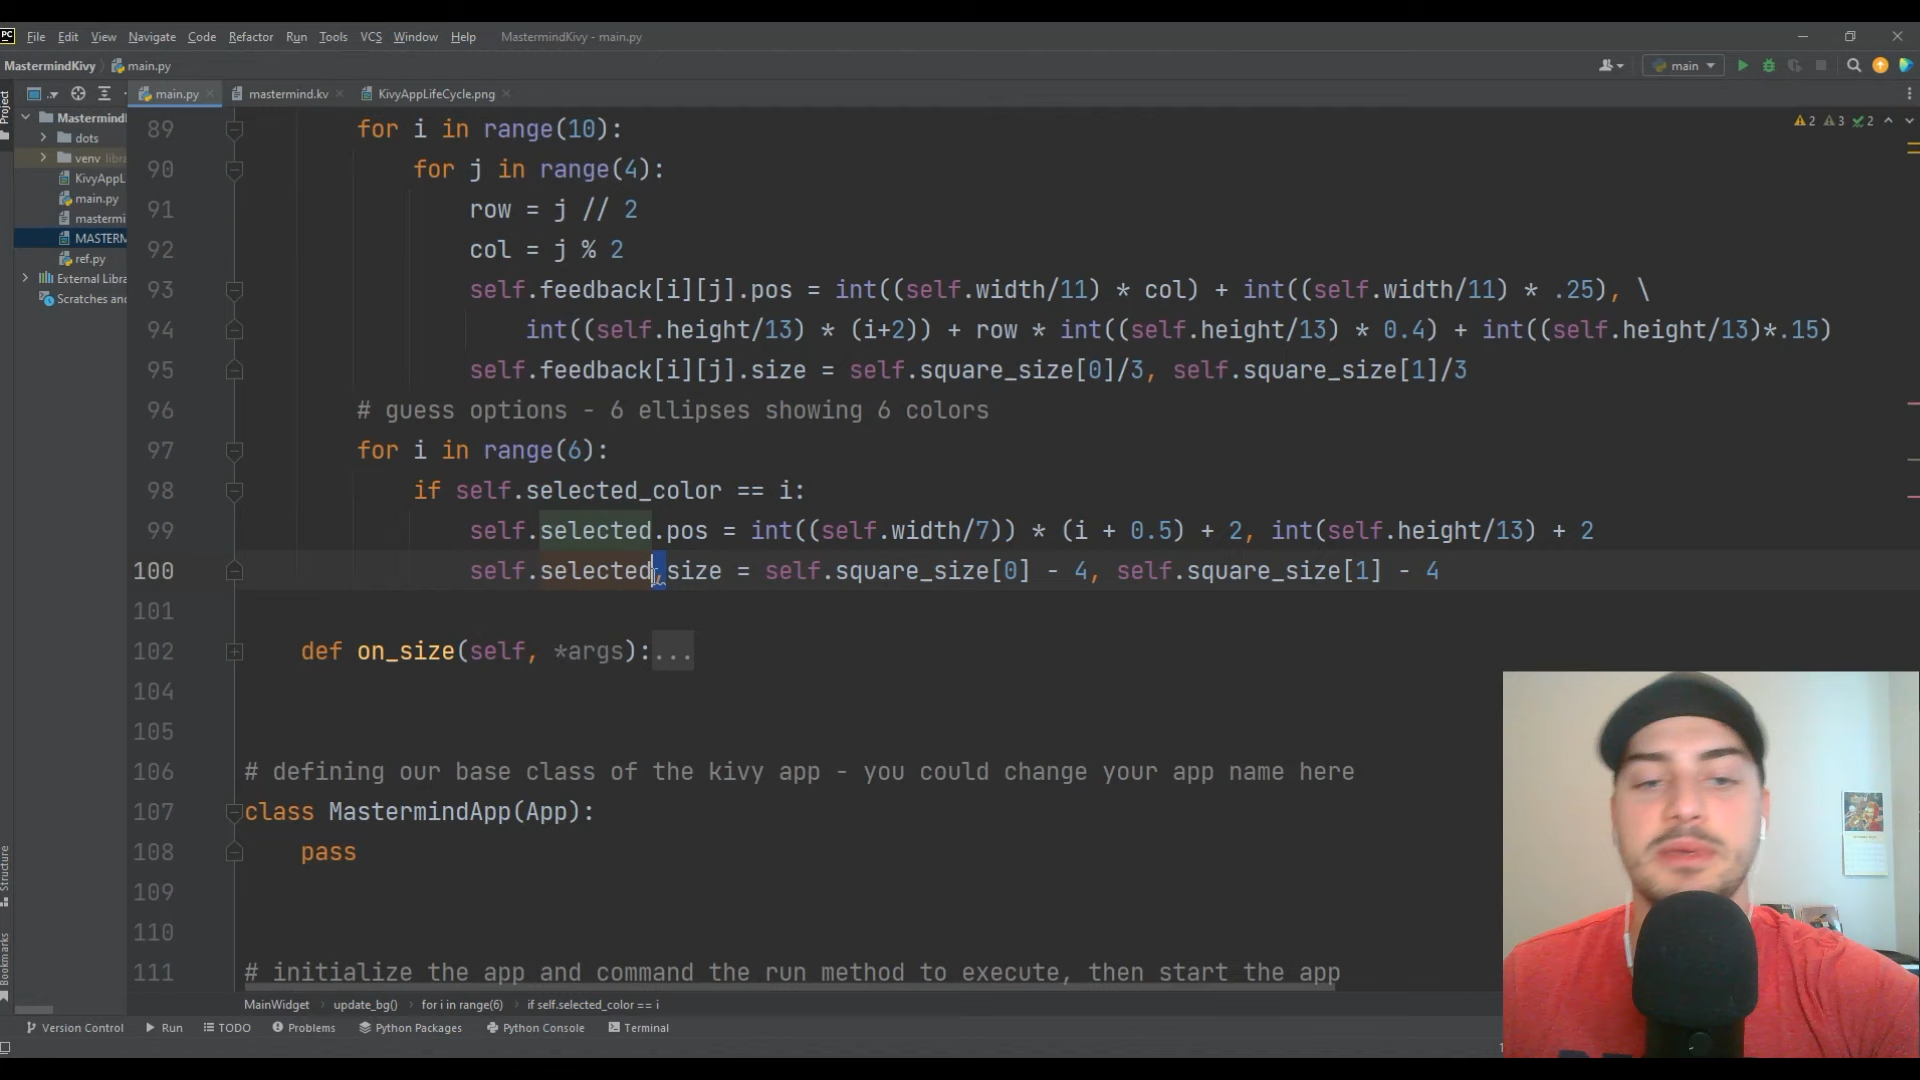 PC File Edit View Navigate Code Refactor Run Tools VCS Window Help MastermindKivy - main.py
MastermindKivy main.py main
Project main.py mastermind.kv KivyAppLifeCycle.png
Mastermind
dots
venv libra
KivyAppL
main.py
mastermi
MASTERM
ref.py
External Libra
Scratches and
2 3 2
89 for i in range(10):
90 for j in range(4):
91 row = j // 2
92 col = j % 2
93 self.feedback[i][j].pos = int((self.width/11) * col) + int((self.width/11) * .25), \
94 int((self.height/13) * (i+2)) + row * int((self.height/13) * 0.4) + int((self.height/13)*.15)
95 self.feedback[i][j].size = self.square_size[0]/3, self.square_size[1]/3
96 # guess options - 6 ellipses showing 6 colors
97 for i in range(6):
98 if self.selected_color == i:
99 self.selected.pos = int((self.width/7)) * (i + 0.5) + 2, int(self.height/13) + 2
100 self.selected,size = self.square_size[0] - 4, self.square_size[1] - 4
101
102 def on_size(self, *args):...
104
105
106 # defining our base class of the kivy app - you could change your app name here
107 class MastermindApp(App):
108 pass
109
110
111 # initialize the app and command the run method to execute, then start the app
Structure
Bookmarks
MainWidget update_bg() for i in range(6) if self.selected_color == i
Version Control Run TODO Problems Python Packages Python Console Terminal